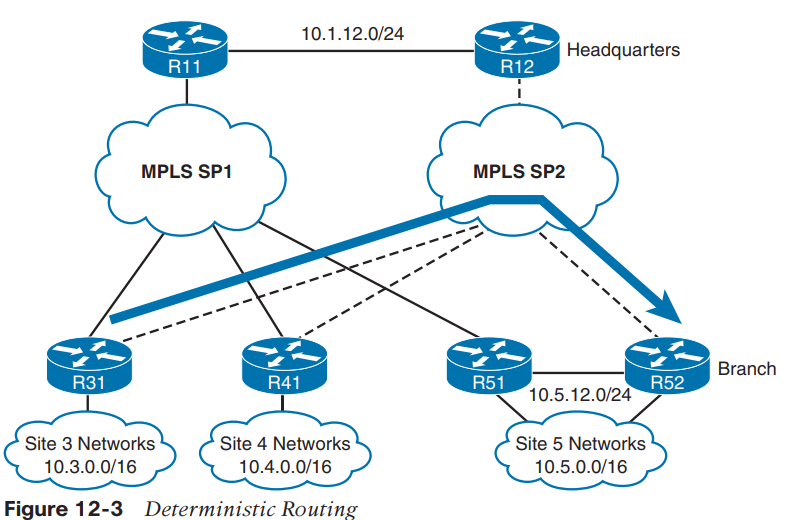 10.1.12.0/24
R11
R12
Headquarters
MPLS SP1
MPLS SP2
R31
R41
R51
R52
Branch
10.5.12.0/24
Site 3 Networks
10.3.0.0/16
Site 4 Networks
10.4.0.0/16
Site 5 Networks
10.5.0.0/16
Figure 12-3 Deterministic Routing